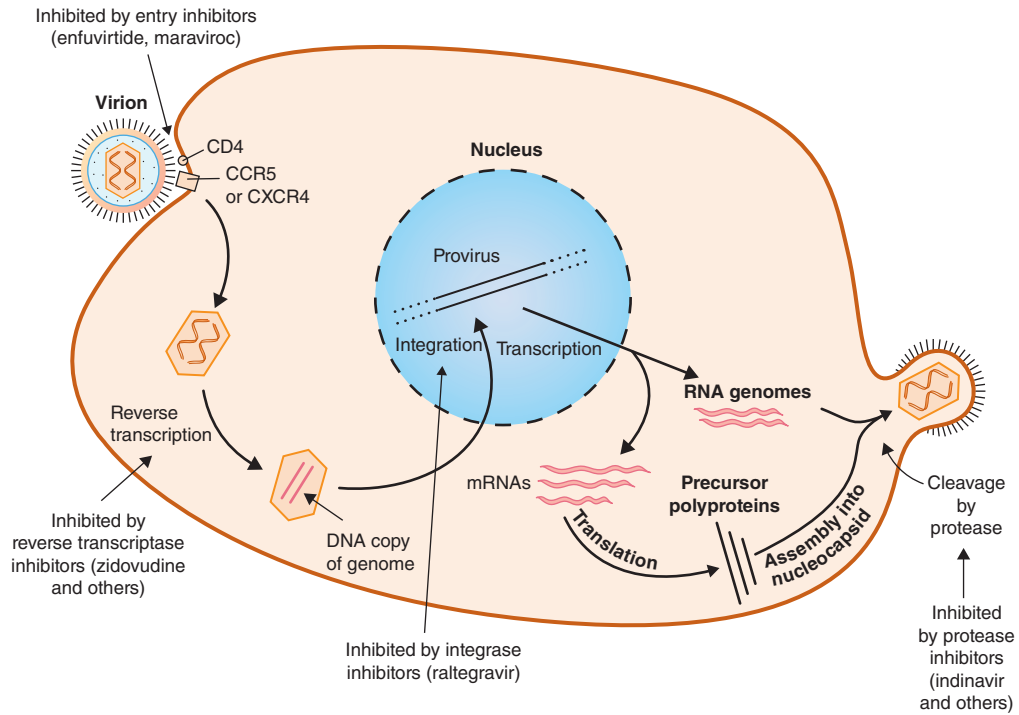 Inhibited by entry inhibitors
(enfuvirtide, maraviroc)
Virion
CD4
CCR5
or CXCR4
Nucleus
Provirus
Integration
Transcription
RNA genomes
Reverse
transcription
mRNAs
Precursor
polyproteins
Translation
Assembly into
nucleocapsid
Cleavage
by
protease
DNA copy
of genome
Inhibited by
reverse transcriptase
inhibitors (zidovudine
and others)
Inhibited by integrase
inhibitors (raltegravir)
Inhibited
by protease
inhibitors
(indinavir
and others)